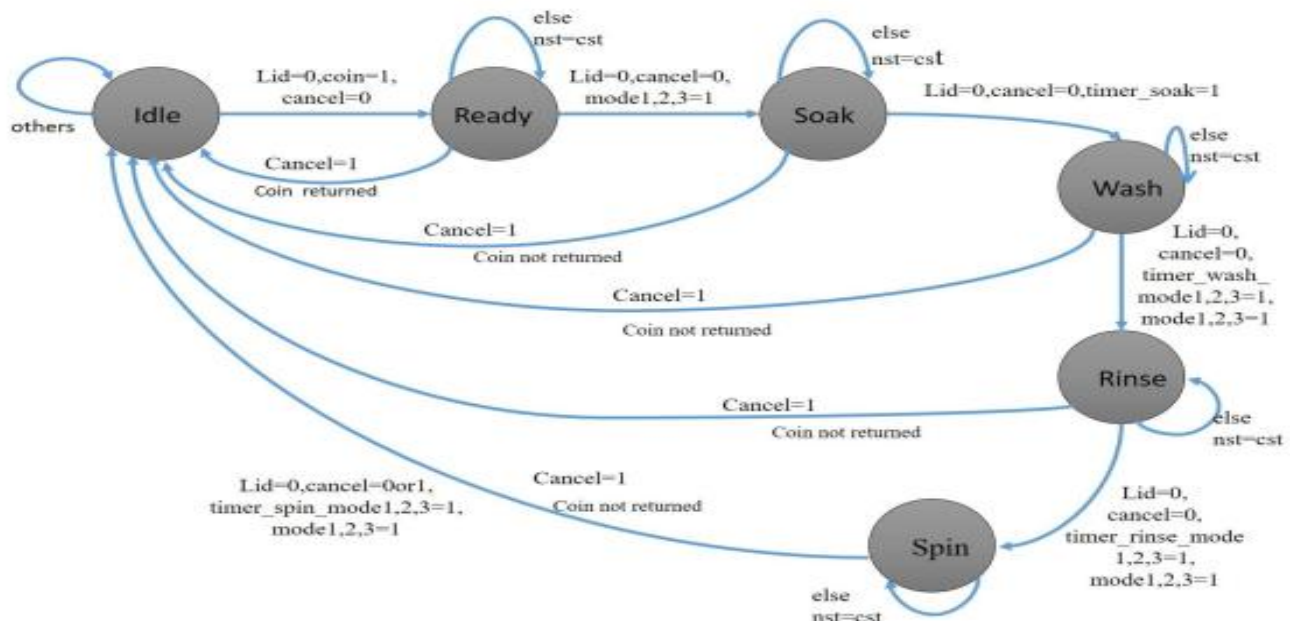 else
nst=cst
else
nst=cst
Lid=0,coin=1,
cancel=0
Lid=0,cancel=0,
mode1,2,3=1
Lid=0,cancel=0,timer_soak=1
Idle
Ready
Soak
others
else
nst=cst
Cancel=1
Coin returned
Wash
Cancel=1
Coin not returned
Lid=0,
cancel=0,
timer_wash_
mode1,2,3=1,
mode1,2,3=1
Cancel=1
Coin not returned
Rinse
Cancel=1
Coin not returned
else
nst=cst
Lid=0,cancel=0or1,
timer_spin_mode1,2,3=1,
mode1,2,3=1
Cancel=1
Coin not returned
Lid=0,
cancel=0,
timer_rinse_mode
1,2,3=1,
mode1,2,3=1
Spin
else
nst=cst